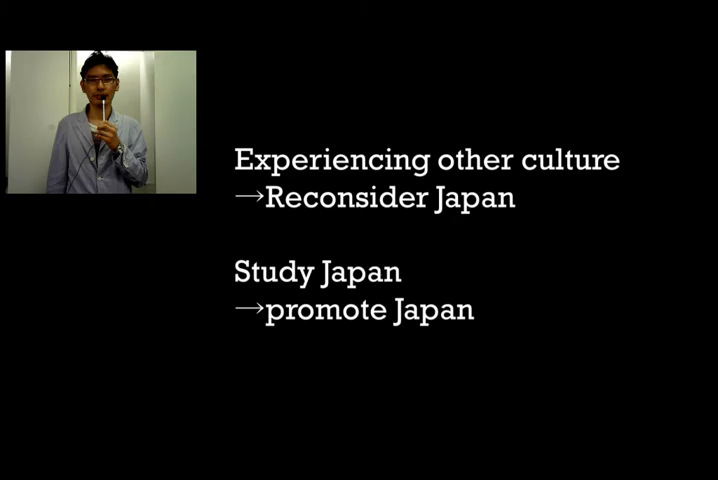 Experiencing other culture
→Reconsider Japan
Study Japan
→promote Japan